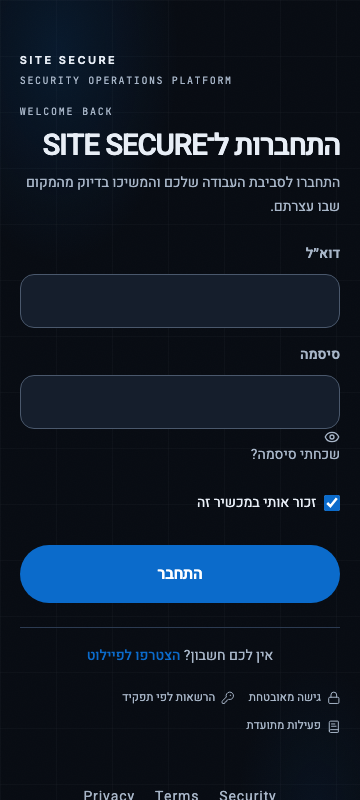 SITE SECURE
SECURITY OPERATIONS PLATFORM
WELCOME BACK
התחברות ל־SITE SECURE
התחברו לסביבת העבודה שלכם והמשיכו בדיוק מהמקום
שבו עצרתם.
דוא״ל
סיסמה
שכחתי סיסמה?
זכור אותי במכשיר זה
התחבר
אין לכם חשבון? הצטרפו לפיילוט
גישה מאובטחת הרשאות לפי תפקיד
פעילות מתועדת
Privacy Terms Security